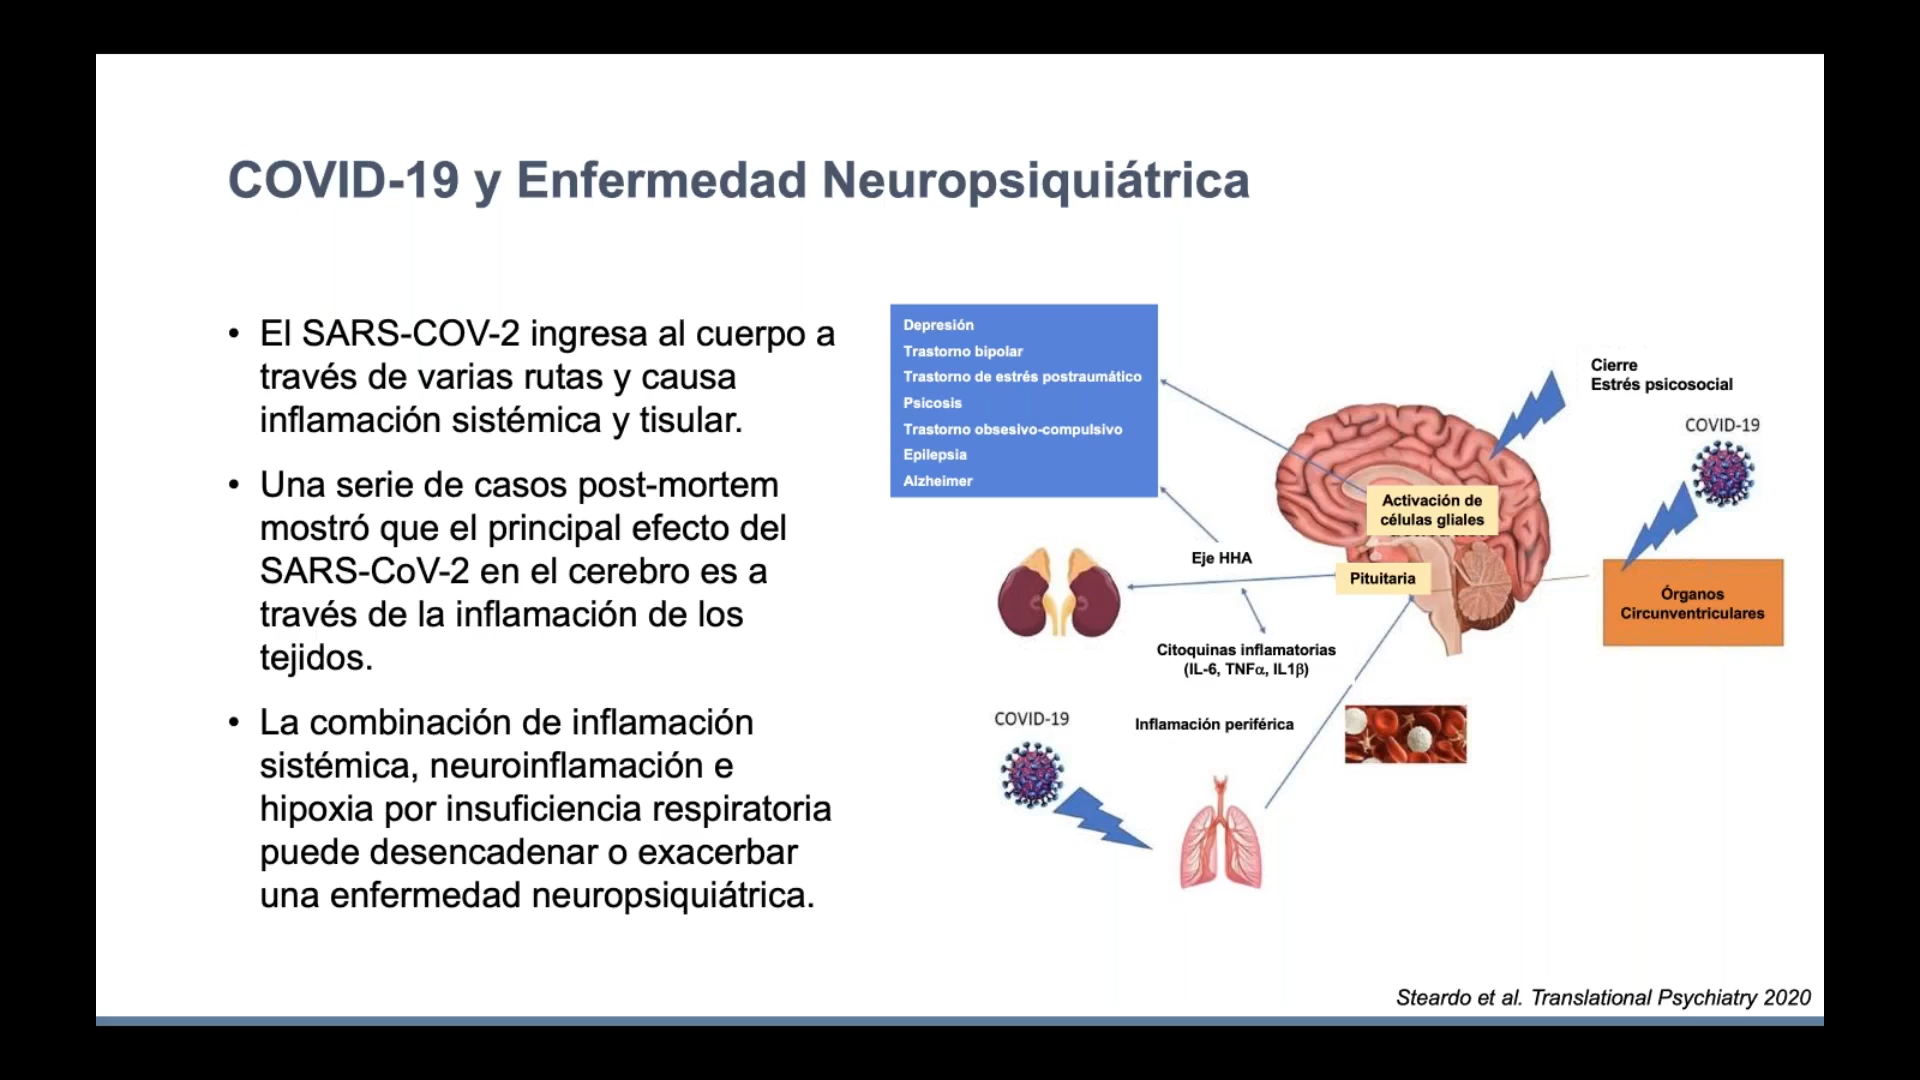 COVID-19 y Enfermedad Neuropsiquiátrica
• El SARS-COV-2 ingresa al cuerpo a
través de varias rutas y causa
inflamación sistémica y tisular.
• Una serie de casos post-mortem
mostró que el principal efecto del
SARS-CoV-2 en el cerebro es a
través de la inflamación de los
tejidos.
• La combinación de inflamación
sistémica, neuroinflamación e
hipoxia por insuficiencia respiratoria
puede desencadenar o exacerbar
una enfermedad neuropsiquiátrica.
Depresión
Trastorno bipolar
Trastorno de estrés postraumático
Psicosis
Trastorno obsesivo-compulsivo
Epilepsia
Alzheimer
Cierre
Estrés psicosocial
COVID-19
Activación de
células gliales
Eje HHA
Pituitaria
Órganos
Circunventriculares
Citoquinas inflamatorias
(IL-6, TNFα, IL1β)
COVID-19
Inflamación periférica
Steardo et al. Translational Psychiatry 2020